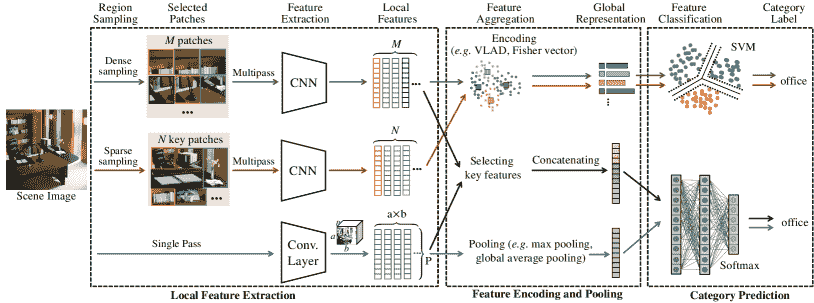 Region Sampling
Selected Patches
Feature Extraction
Local Features
Feature Aggregation
Global Representation
Feature Classification
Category Label
M patches
Dense sampling
Multipass
CNN
M
...
Encoding
(e.g. VLAD, Fisher vector)
SVM
office
N key patches
Sparse sampling
Multipass
CNN
N
...
Selecting key features
Concatenating
Scene Image
Single Pass
Conv. Layer
a
b
a×b
P
Pooling (e.g. max pooling, global average pooling)
Softmax
office
Local Feature Extraction
Feature Encoding and Pooling
Category Prediction